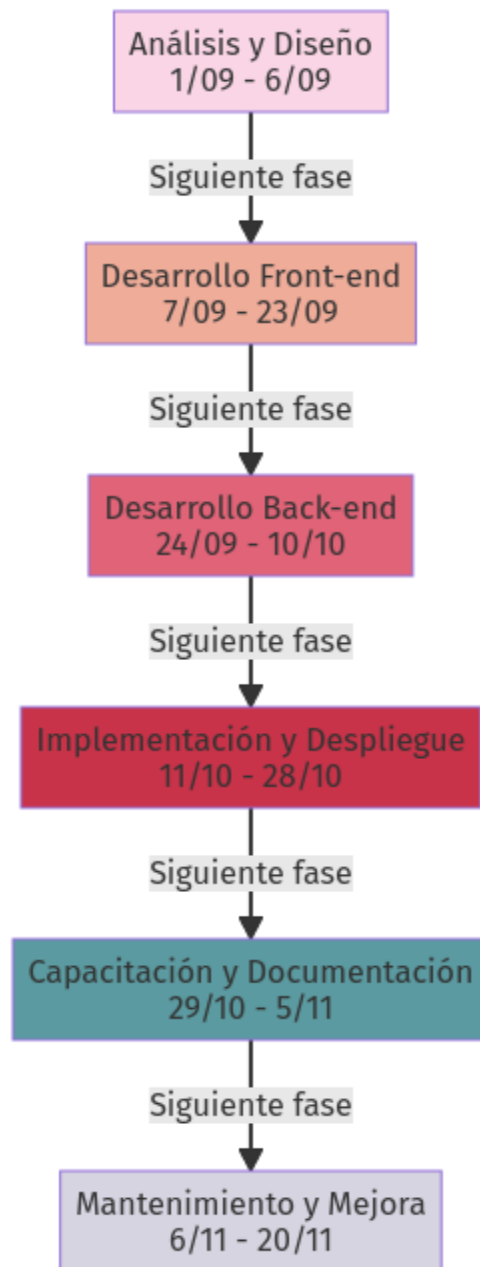 Análisis y Diseño
1/09 - 6/09
Siguiente fase
Desarrollo Front-end
7/09 - 23/09
Siguiente fase
Desarrollo Back-end
24/09 - 10/10
Siguiente fase
Implementación y Despliegue
11/10 - 28/10
Siguiente fase
Capacitación y Documentación
29/10 - 5/11
Siguiente fase
Mantenimiento y Mejora
6/11 - 20/11